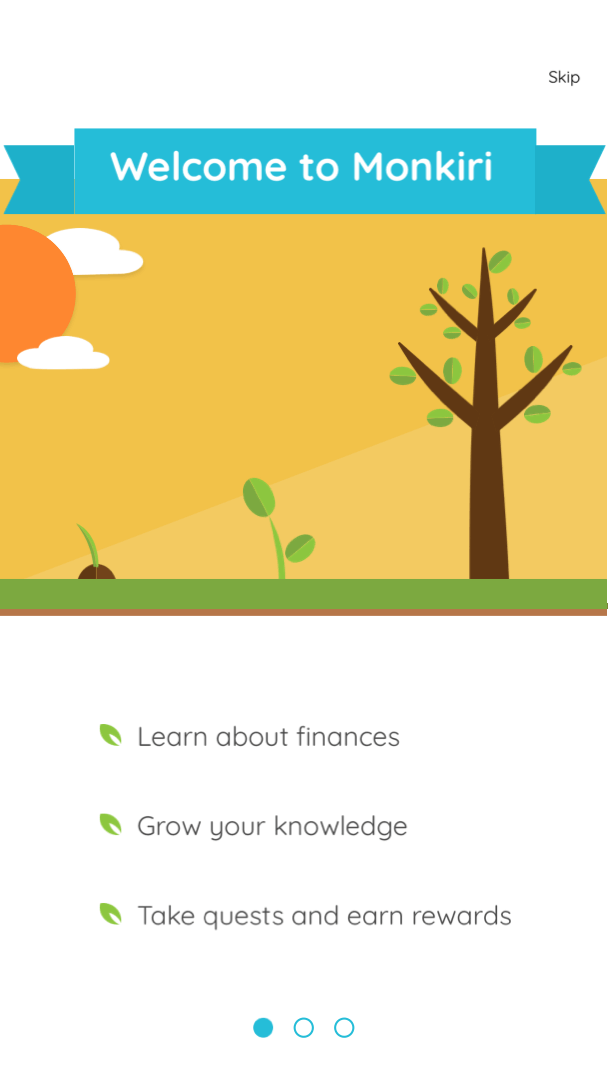 Skip
Welcome to Monkiri
Learn about finances
Grow your knowledge
Take quests and earn rewards